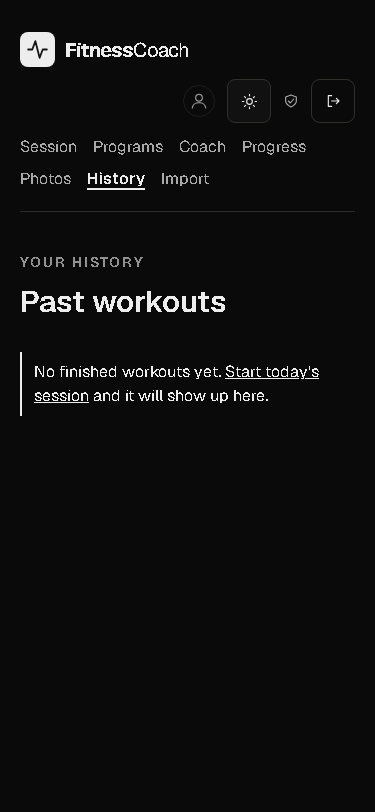 FitnessCoach
Session Programs Coach Progress
Photos History Import
YOUR HISTORY
Past workouts
No finished workouts yet. Start today's
session and it will show up here.